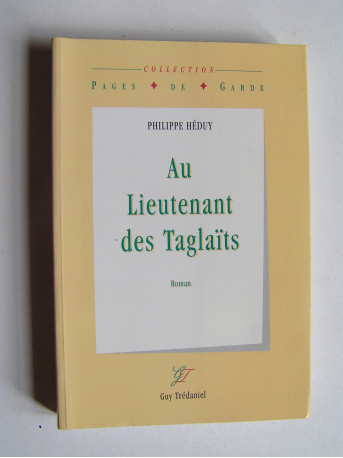 COLLECTION
PAGES ✦ DE ✦ GARDE
PHILIPPE HÉDUY
Au
Lieutenant
des Taglaïts
Roman
GT
Guy Trédaniel